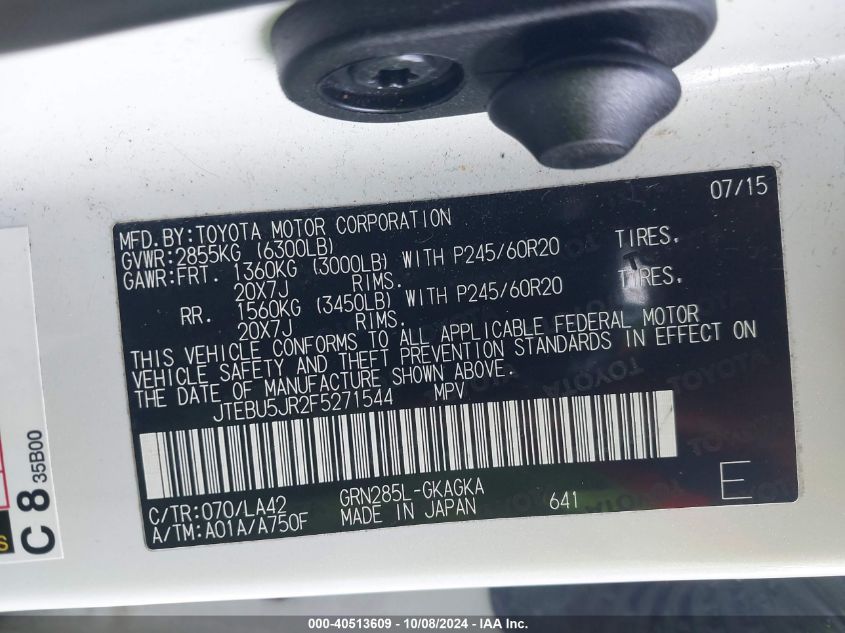 07/15
MFD.BY:TOYOTA MOTOR CORPORATION
GVWR:2855KG (6300LB)
GAWR:FRT. 1360KG (3000LB) WITH P245/60R20 TIRES.
20X7J RIMS.
RR. 1560KG (3450LB) WITH P245/60R20 TIRES.
20X7J RIMS.
THIS VEHICLE CONFORMS TO ALL APPLICABLE FEDERAL MOTOR
VEHICLE SAFETY AND THEFT PREVENTION STANDARDS IN EFFECT ON
THE DATE OF MANUFACTURE SHOWN ABOVE.
JTEBU5JR2F5271544 MPV
C/TR:070/LA42 GRN285L-GKAGKA 641 E
A/TM:A01A/A750F MADE IN JAPAN
TOYOTA TOYOTA
TOYOTA
C 8 35B00
S
000-40513609 - 10/08/2024 - IAA Inc.